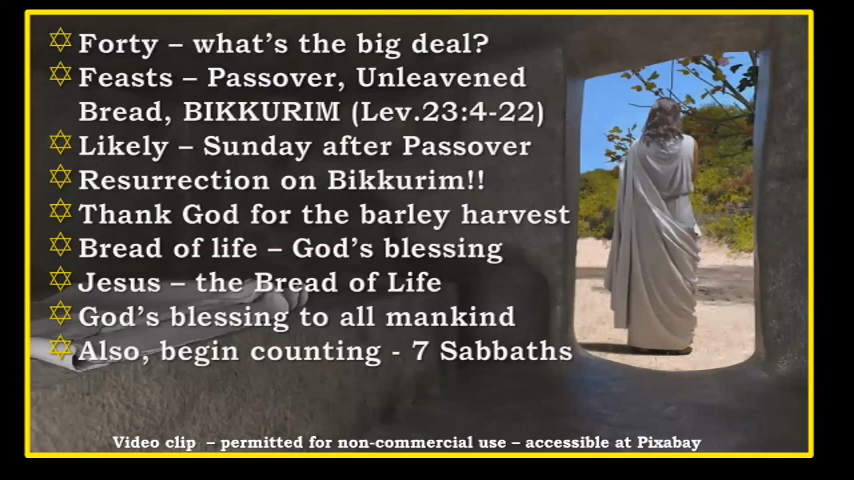 Forty – what's the big deal?
Feasts – Passover, Unleavened
Bread, BIKKURIM (Lev.23:4-22)
Likely – Sunday after Passover
Resurrection on Bikkurim!!
Thank God for the barley harvest
Bread of life – God's blessing
Jesus – the Bread of Life
God's blessing to all mankind
Also, begin counting - 7 Sabbaths
Video clip – permitted for non-commercial use – accessible at Pixabay